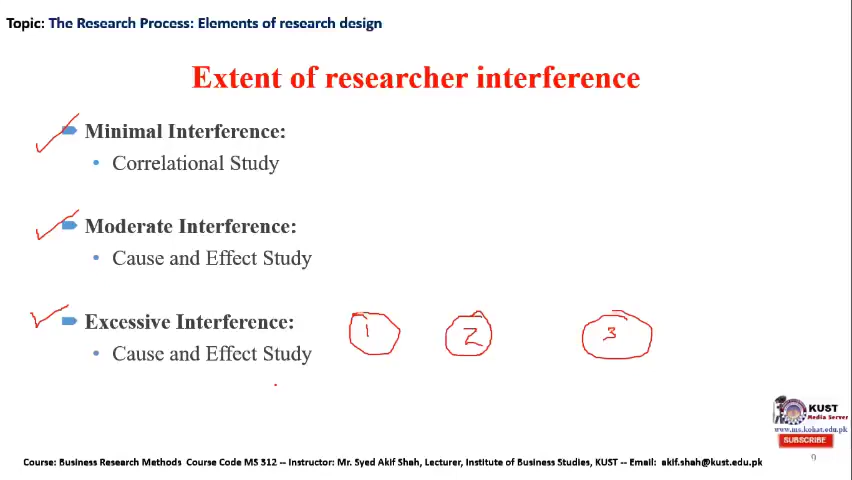 Topic: The Research Process: Elements of research design
Extent of researcher interference
Minimal Interference:
• Correlational Study
Moderate Interference:
• Cause and Effect Study
Excessive Interference:
• Cause and Effect Study
1 2 3
KUST
Media Server
www.ms.kohat.edu.pk
SUBSCRIBE
Course: Business Research Methods Course Code MS 312 -- Instructor: Mr. Syed Akif Shah, Lecturer, Institute of Business Studies, KUST -- Email: akif.shah@kust.edu.pk
9